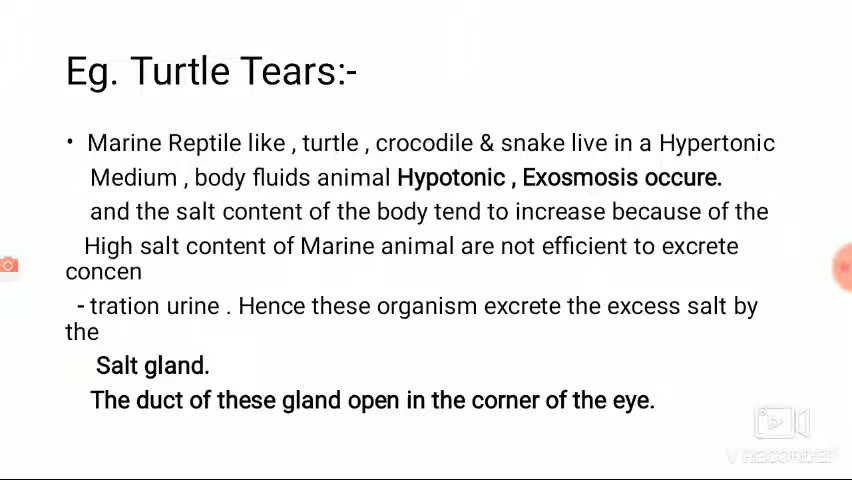 Eg. Turtle Tears:-
• Marine Reptile like , turtle , crocodile & snake live in a Hypertonic
Medium , body fluids animal Hypotonic , Exosmosis occure.
and the salt content of the body tend to increase because of the
High salt content of Marine animal are not efficient to excrete
concen
- tration urine . Hence these organism excrete the excess salt by
the
Salt gland.
The duct of these gland open in the corner of the eye.
V RECORDER